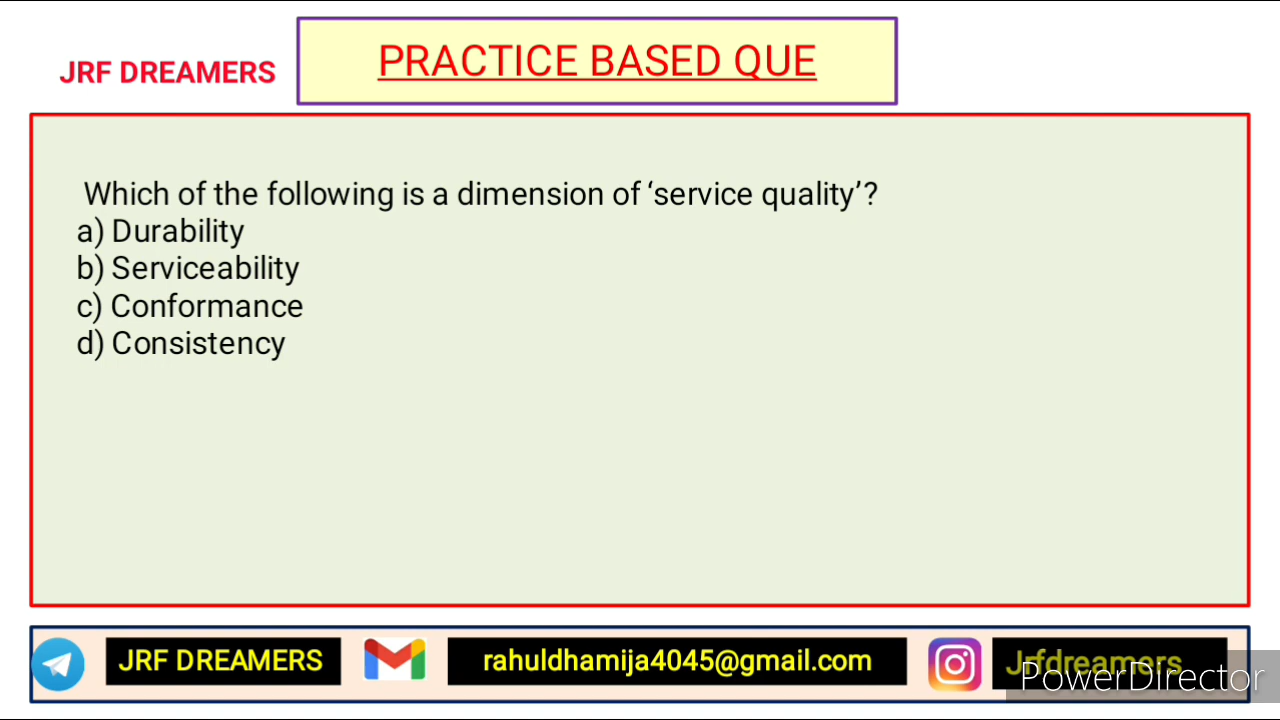 JRF DREAMERS
PRACTICE BASED QUE
Which of the following is a dimension of ‘service quality’?
a) Durability
b) Serviceability
c) Conformance
d) Consistency
JRF DREAMERS
rahuldhamija4045@gmail.com
Jrfdreamers
PowerDirector